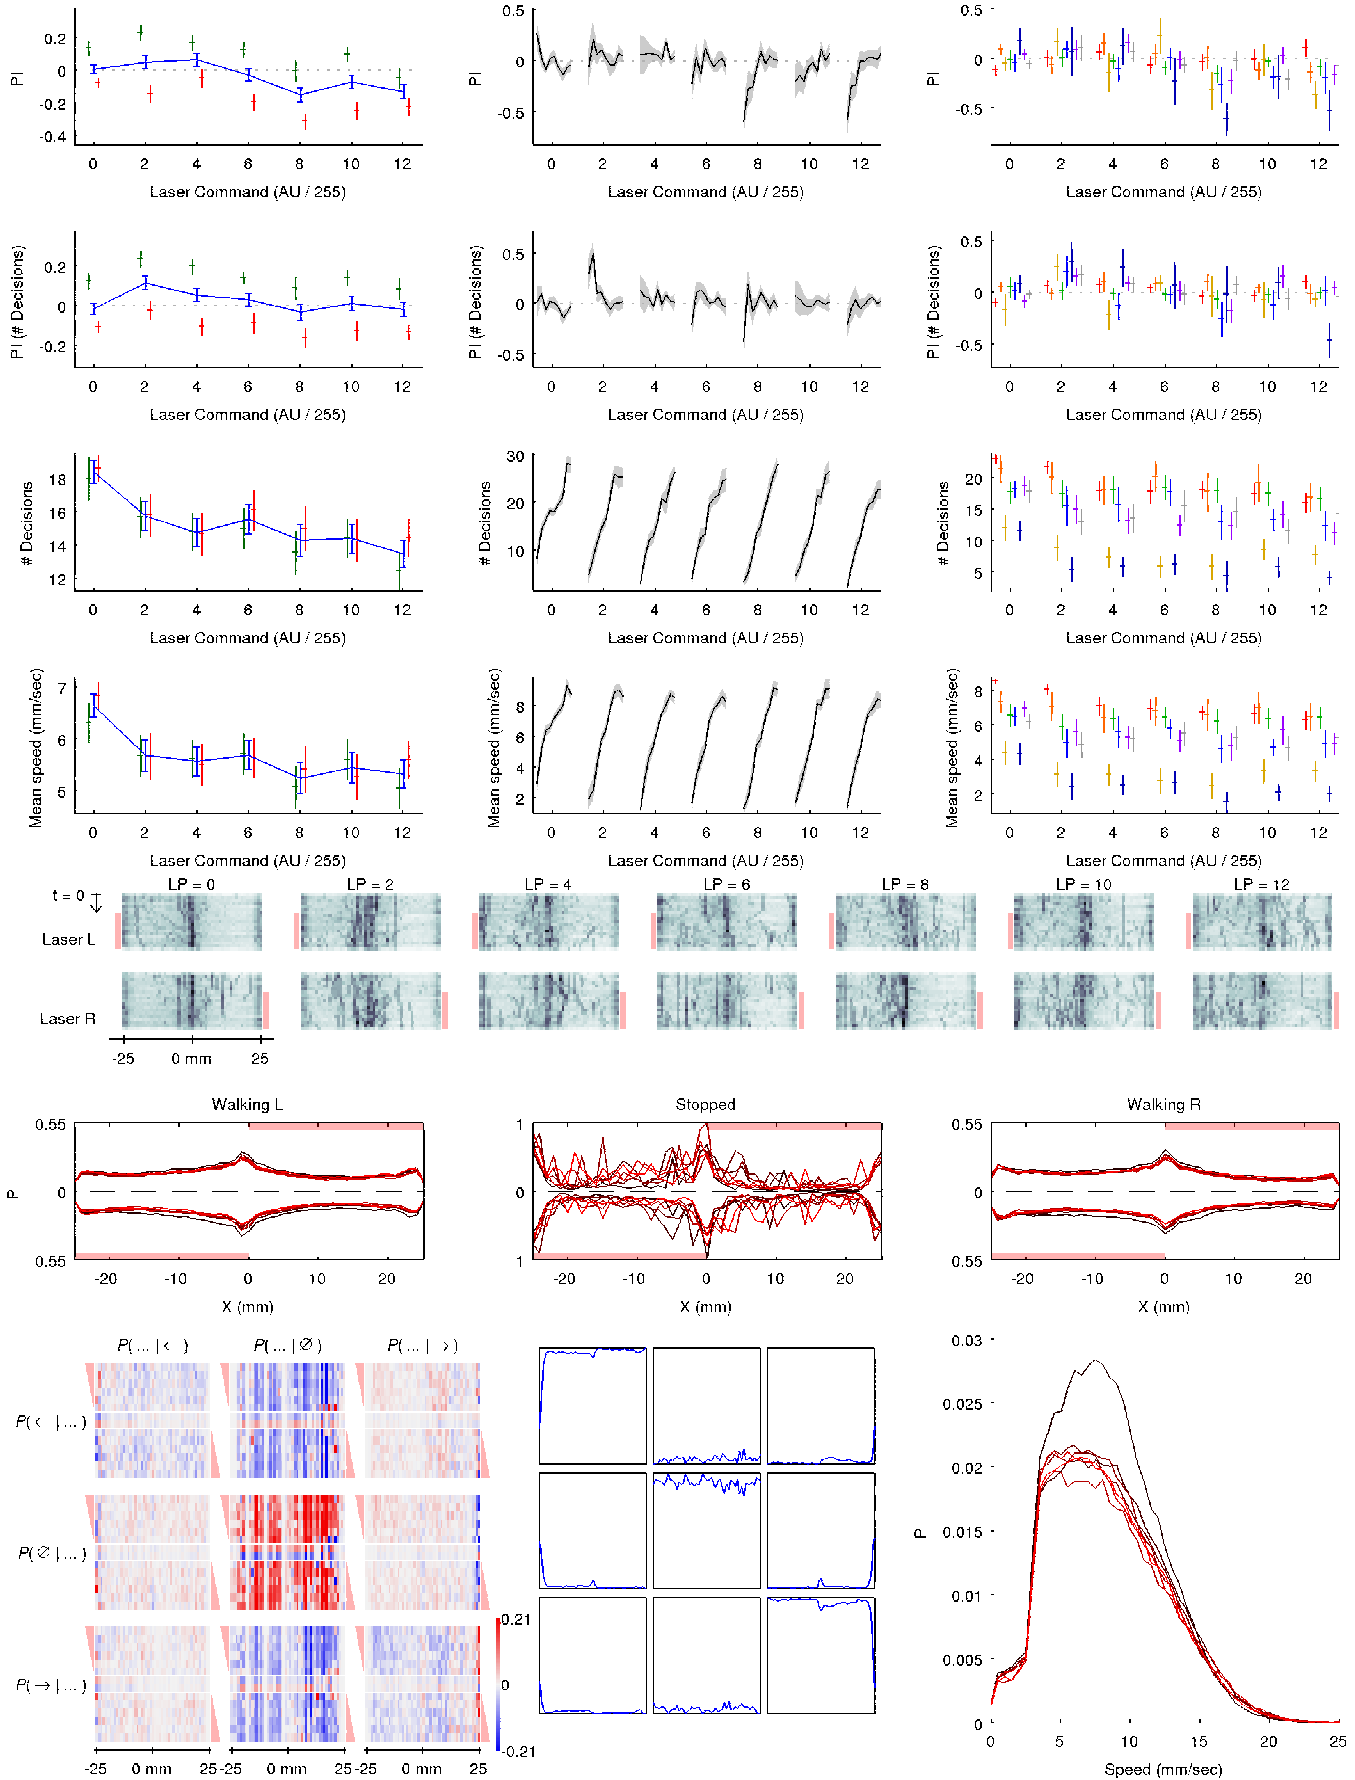 0.2
0
-0.2
-0.4
PI
0 2 4 6 8 10 12
Laser Command (AU / 255)
0.5
0
-0.5
PI
0 2 4 6 8 10 12
Laser Command (AU / 255)
0.5
0
-0.5
PI
0 2 4 6 8 10 12
Laser Command (AU / 255)
0.2
0
-0.2
PI (# Decisions)
0 2 4 6 8 10 12
Laser Command (AU / 255)
0.5
0
-0.5
PI (# Decisions)
0 2 4 6 8 10 12
Laser Command (AU / 255)
0.5
0
-0.5
PI (# Decisions)
0 2 4 6 8 10 12
Laser Command (AU / 255)
18
16
14
12
# Decisions
0 2 4 6 8 10 12
Laser Command (AU / 255)
30
20
10
# Decisions
0 2 4 6 8 10 12
Laser Command (AU / 255)
20
15
10
5
# Decisions
0 2 4 6 8 10 12
Laser Command (AU / 255)
7
6
5
Mean speed (mm/sec)
0 2 4 6 8 10 12
Laser Command (AU / 255)
8
6
4
2
Mean speed (mm/sec)
0 2 4 6 8 10 12
Laser Command (AU / 255)
8
6
4
2
Mean speed (mm/sec)
0 2 4 6 8 10 12
Laser Command (AU / 255)
LP = 0 LP = 2 LP = 4 LP = 6 LP = 8 LP = 10 LP = 12
t = 0
Laser L
Laser R
-25 0 mm 25
Walking L
0.55
0
0.55
P
-20 -10 0 10 20
X (mm)
Stopped
1
0
1
-20 -10 0 10 20
X (mm)
Walking R
0.55
0
0.55
-20 -10 0 10 20
X (mm)
P( ... | ← ) P( ... | ∅ ) P( ... | → )
P( ← | ... )
P( ∅ | ... )
P( → | ... )
-25 0 mm 25 -25 0 mm 25 -25 0 mm 25
0.21
0
-0.21
0.03
0.025
0.02
0.015
0.01
0.005
0
P
0 5 10 15 20 25
Speed (mm/sec)